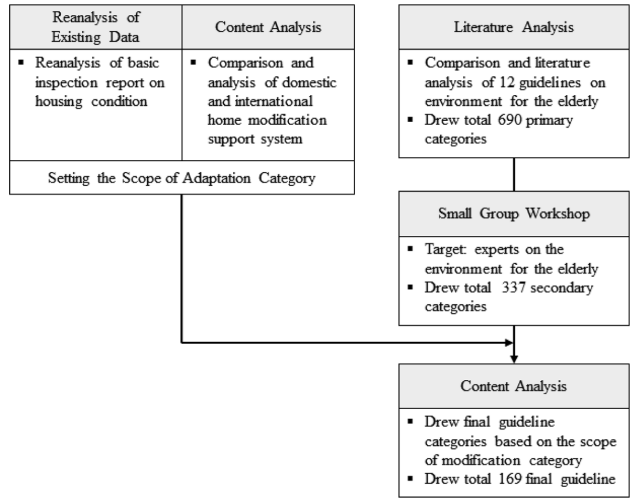 Reanalysis of
Existing Data
▪ Reanalysis of basic
inspection report on
housing condition
Content Analysis
▪ Comparison and
analysis of domestic
and international
home modification
support system
Setting the Scope of Adaptation Category
Literature Analysis
▪ Comparison and literature
analysis of 12 guidelines on
environment for the elderly
▪ Drew total 690 primary
categories
Small Group Workshop
▪ Target: experts on the
environment for the elderly
▪ Drew total 337 secondary
categories
Content Analysis
▪ Drew final guideline
categories based on the scope
of modification category
▪ Drew total 169 final guideline